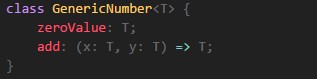 class GenericNumber<T> {
    zeroValue: T;
    add: (x: T, y: T) => T;
}